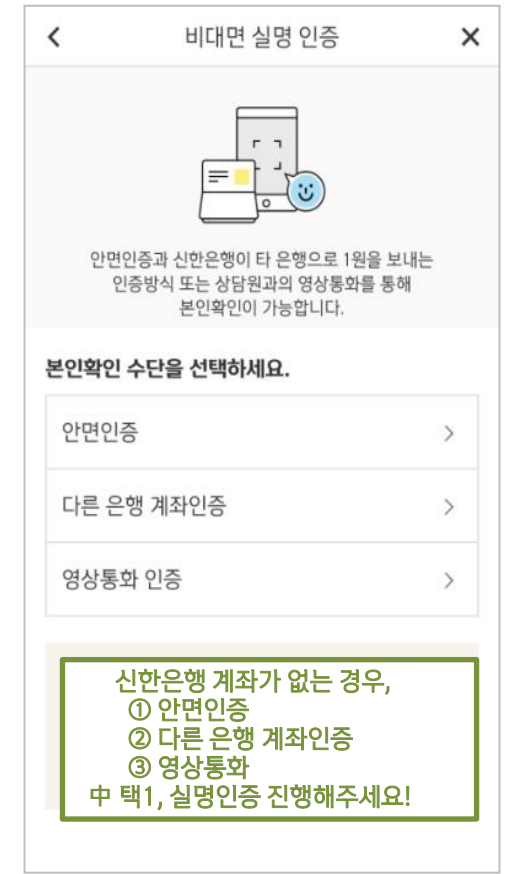 비대면 실명 인증
안면인증과 신한은행이 타 은행으로 1원을 보내는
인증방식 또는 상담원과의 영상통화를 통해
본인확인이 가능합니다.
본인확인 수단을 선택하세요.
안면인증
다른 은행 계좌인증
영상통화 인증
신한은행 계좌가 없는 경우,
① 안면인증
② 다른 은행 계좌인증
③ 영상통화
中 택1, 실명인증 진행해주세요!